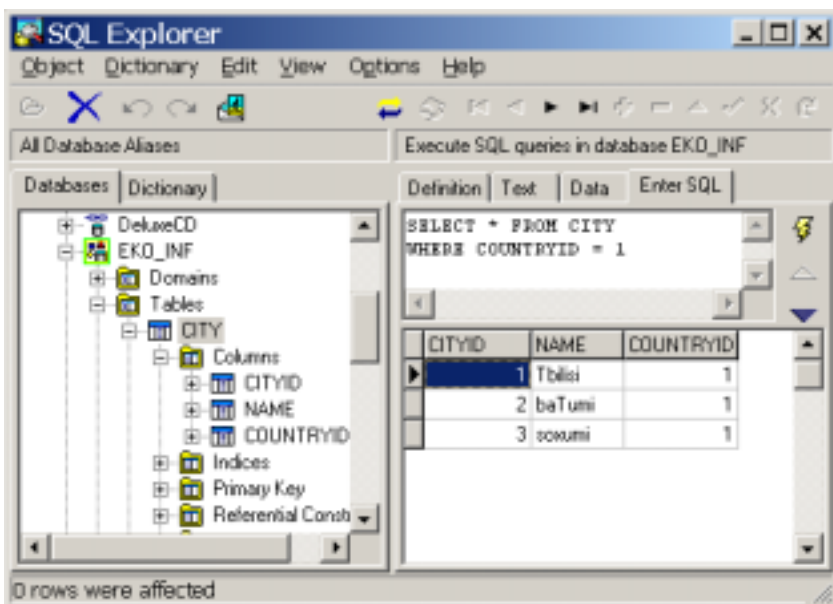 SQL Explorer
Object Dictionary Edit View Options Help
All Database Aliases
Execute SQL queries in database EKO_INF
Databases Dictionary
Definition Text Data Enter SQL
DeluxeCD
EKO_INF
Domains
Tables
CITY
Columns
CITYID
NAME
COUNTRYID
Indices
Primary Key
Referential Constr
SELECT * FROM CITY
WHERE COUNTRYID = 1
CITYID NAME COUNTRYID
1 Tbilisi 1
2 baTumi 1
3 soxumi 1
0 rows were affected